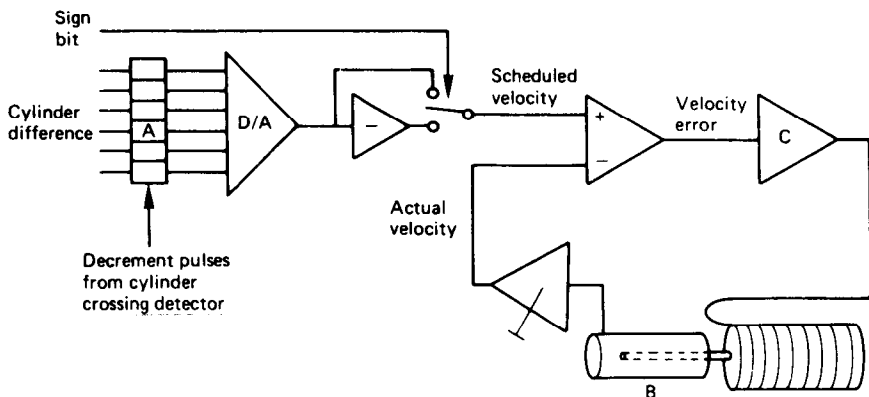 Sign
bit
Cylinder
difference
A
D/A
−
Scheduled
velocity
+
−
Velocity
error
C
Actual
velocity
Decrement pulses
from cylinder
crossing detector
B